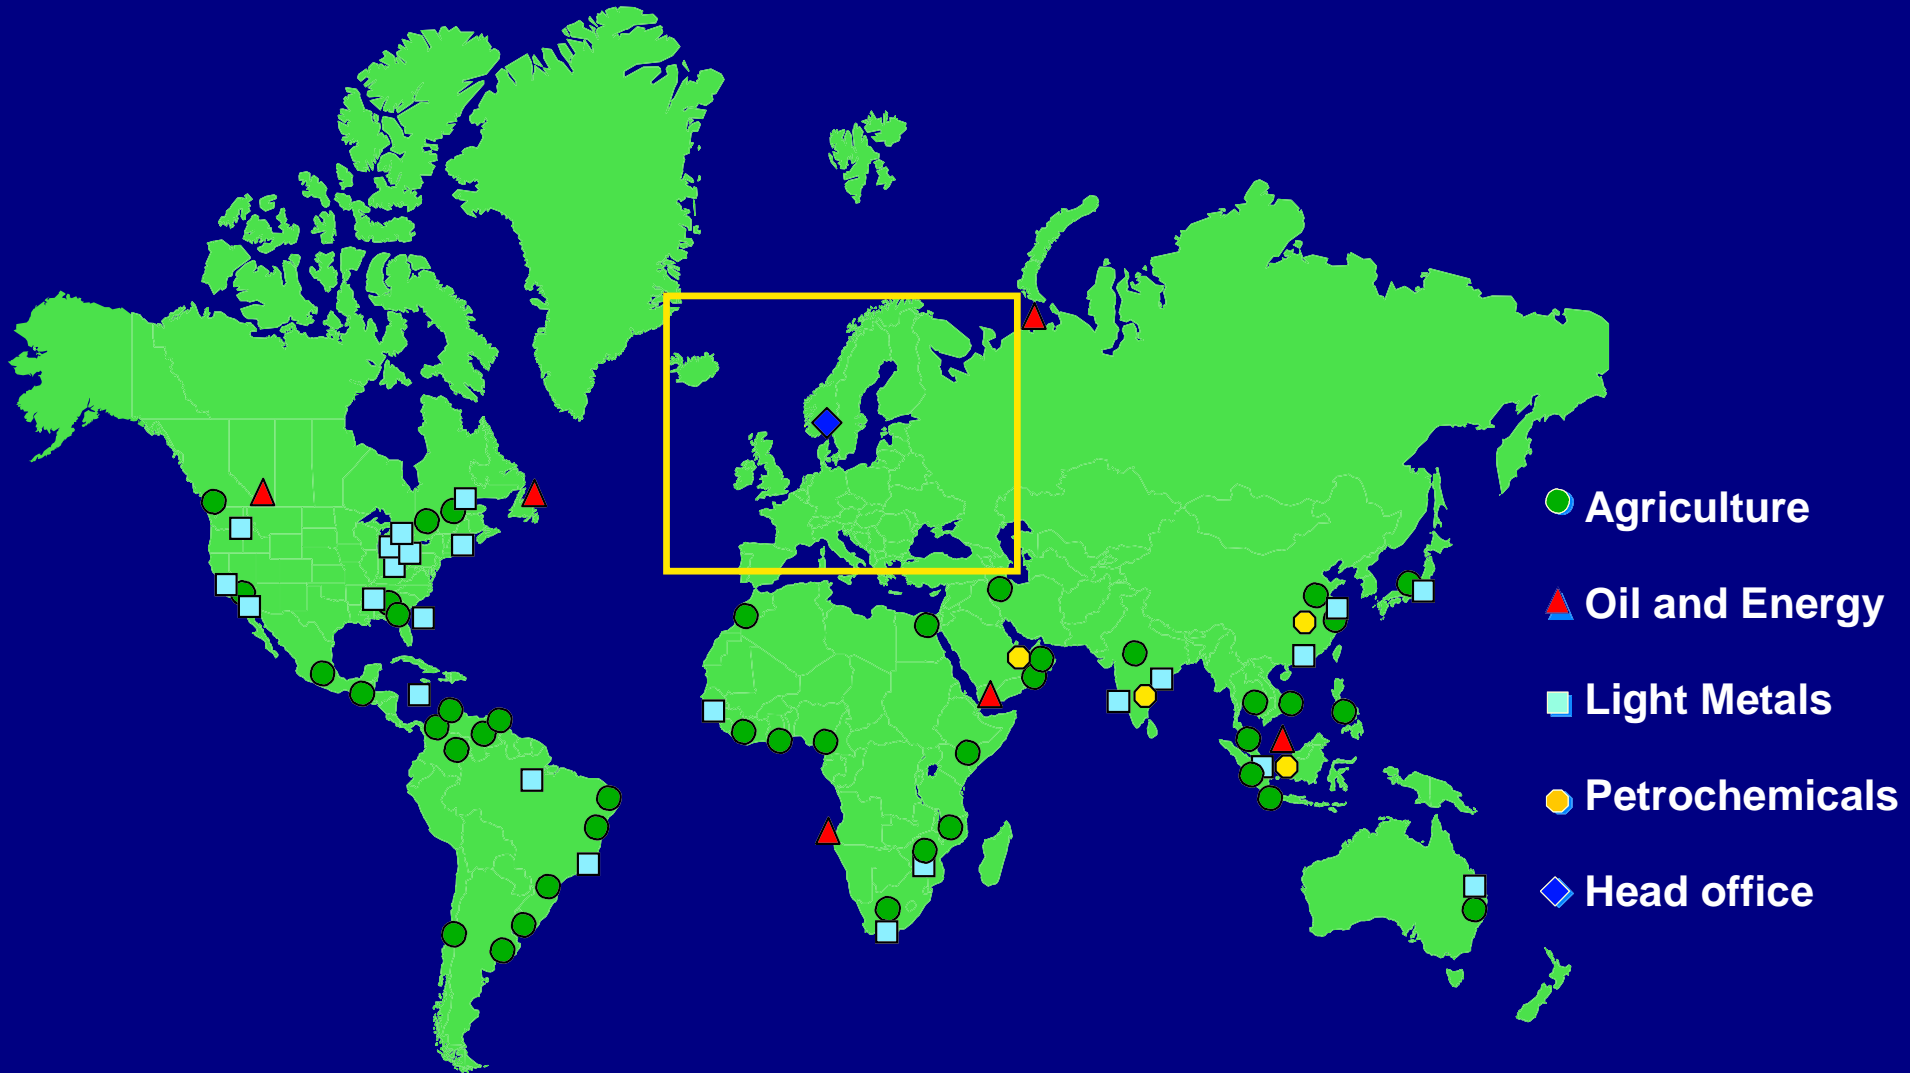 Agriculture
Oil and Energy
Light Metals
Petrochemicals
Head office